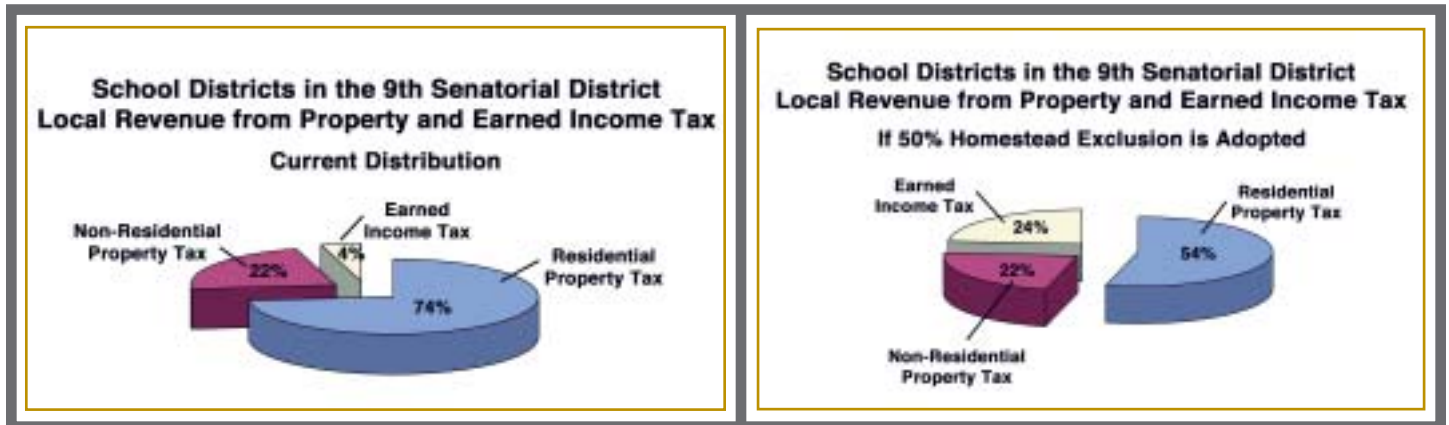 School Districts in the 9th Senatorial District
Local Revenue from Property and Earned Income Tax
Current Distribution
Non-Residential
Property Tax
22%
Earned
Income Tax
4%
Residential
Property Tax
74%
School Districts in the 9th Senatorial District
Local Revenue from Property and Earned Income Tax
If 50% Homestead Exclusion is Adopted
Earned
Income Tax
24%
Residential
Property Tax
54%
22%
Non-Residential
Property Tax